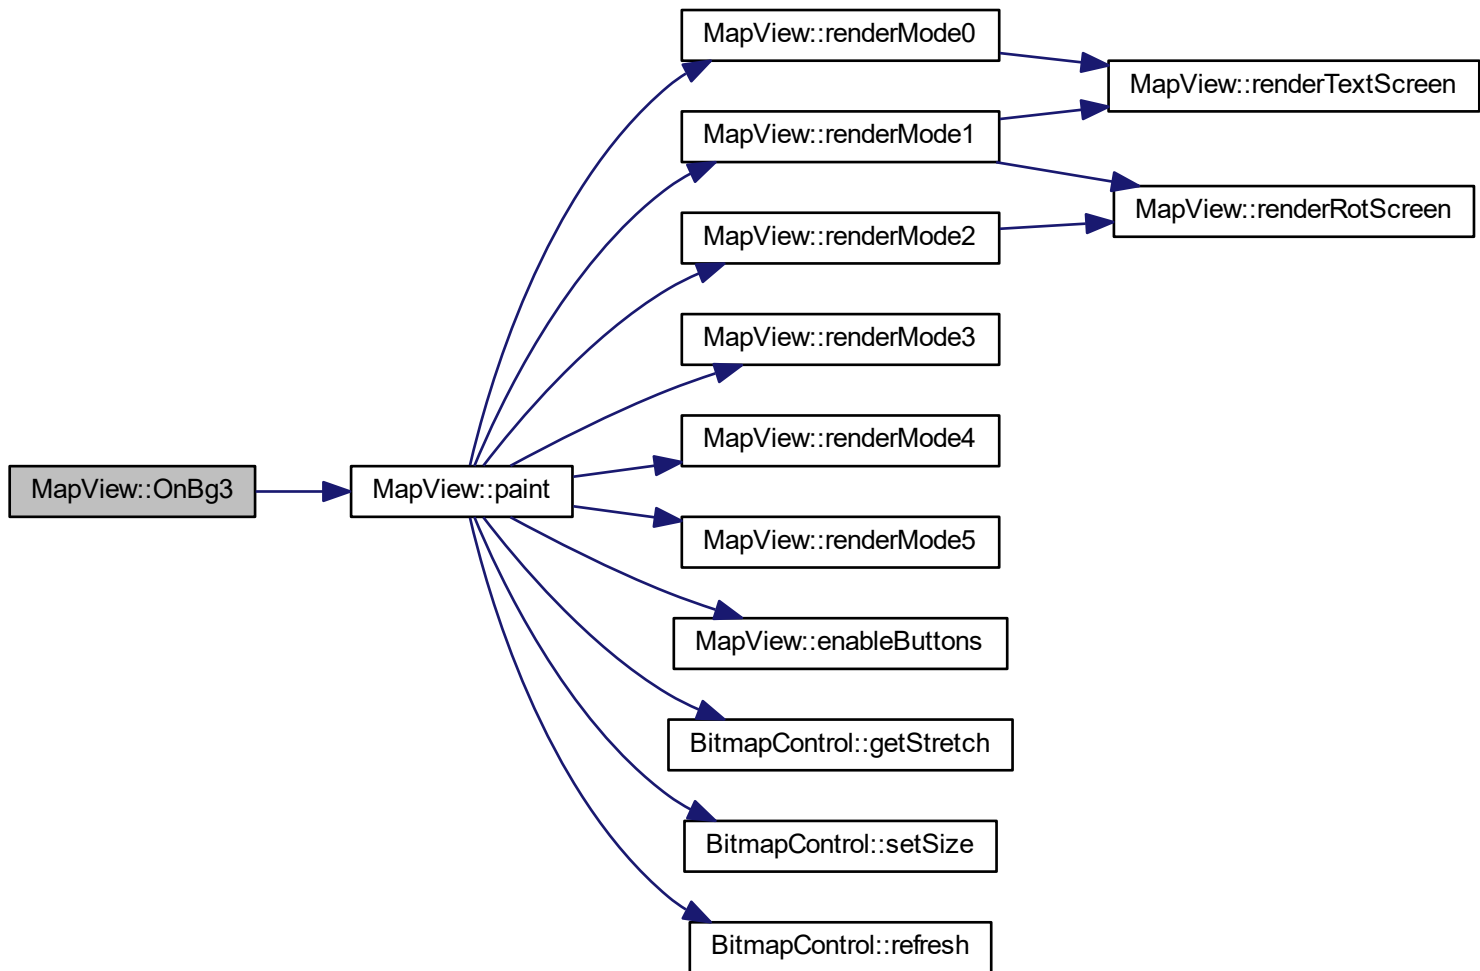 MapView::OnBg3
MapView::paint
MapView::renderMode0
MapView::renderMode1
MapView::renderMode2
MapView::renderMode3
MapView::renderMode4
MapView::renderMode5
MapView::enableButtons
BitmapControl::getStretch
BitmapControl::setSize
BitmapControl::refresh
MapView::renderTextScreen
MapView::renderRotScreen